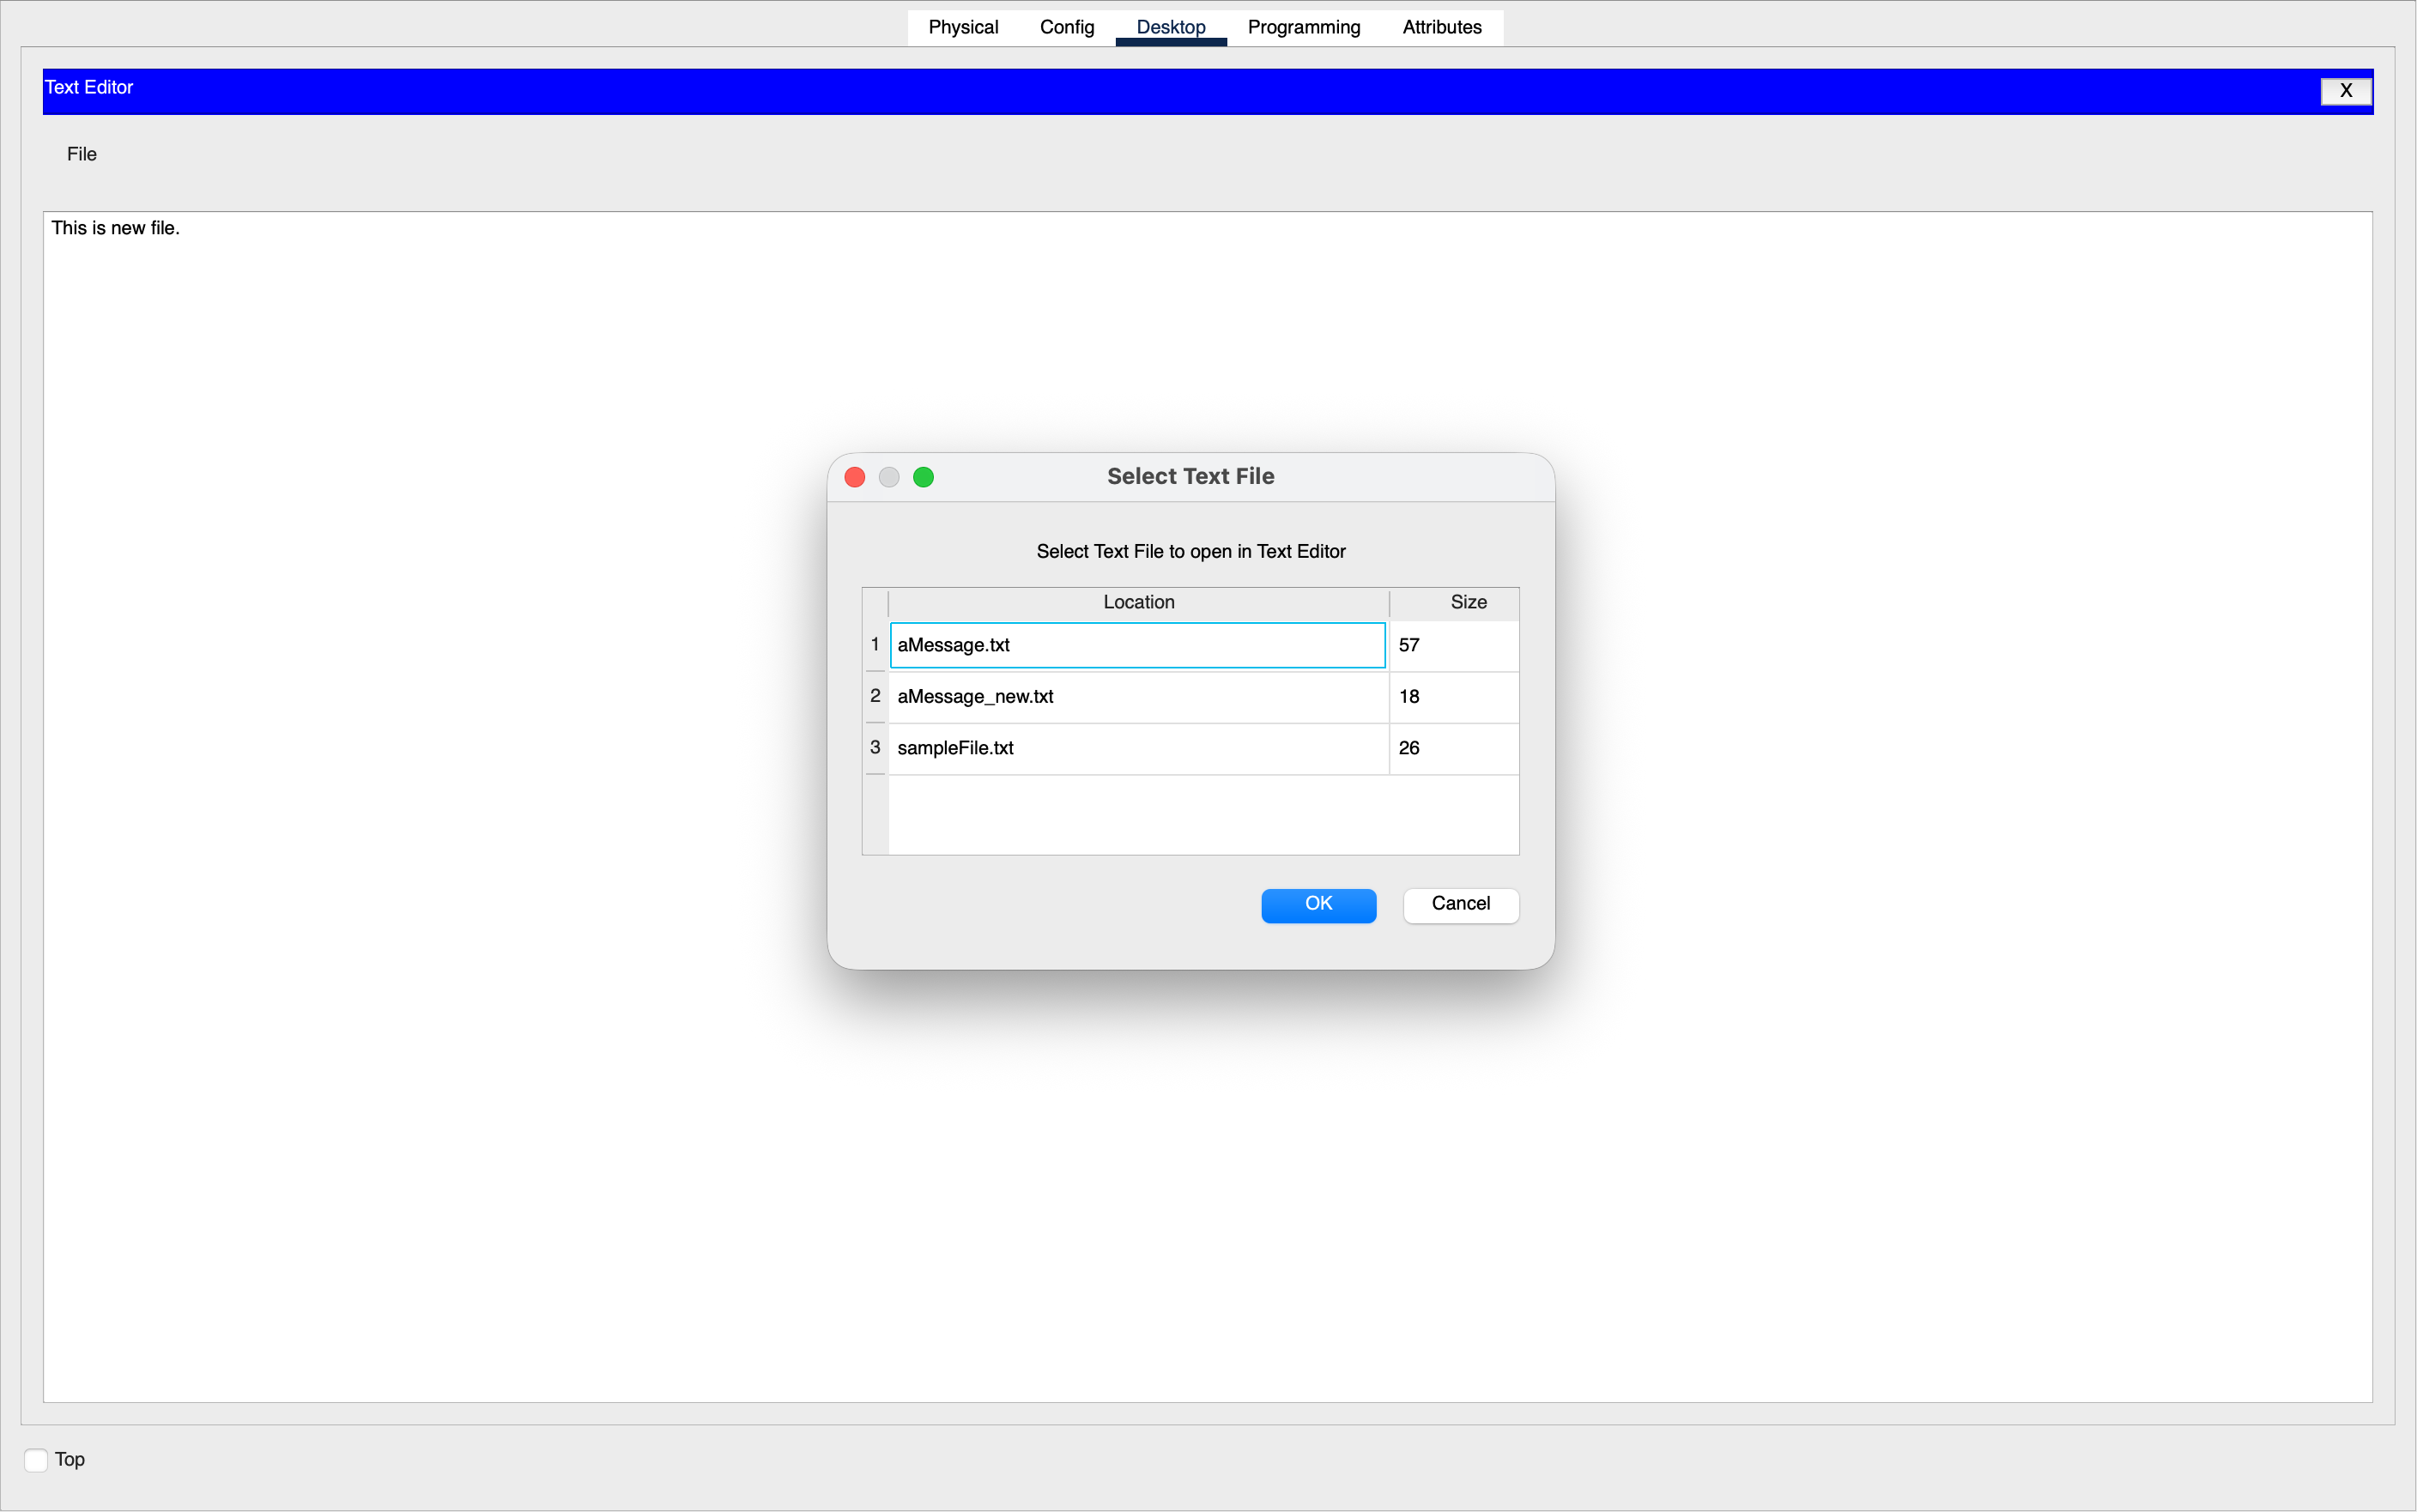 Physical Config Desktop Programming Attributes
Text Editor X
File
This is new file.
Select Text File
Select Text File to open in Text Editor
Location Size
1 aMessage.txt 57
2 aMessage_new.txt 18
3 sampleFile.txt 26
OK Cancel
Top